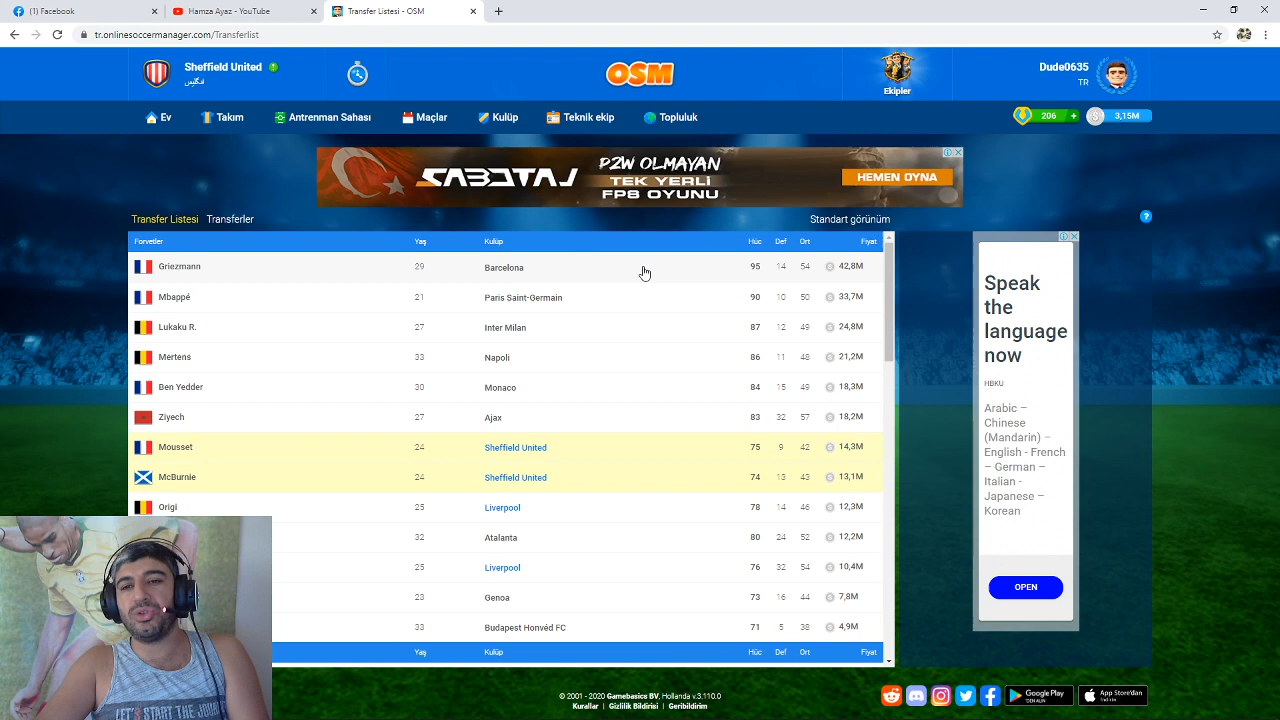 (1) Facebook
Hamza Ayaz - YouTube
Transfer Listesi - OSM
tr.onlinesoccermanager.com/Transferlist
Sheffield United
انگلیس
OSM
Ekipler
Dude0635
TR
Ev
Takım
Antrenman Sahası
Maçlar
Kulüp
Teknik ekip
Topluluk
206 +
3,15M
SABOTAJ
P2W OLMAYAN
TEK YERLİ
FPS OYUNU
HEMEN OYNA
Transfer Listesi Transferler
Standart görünüm
Forvetler Yaş Kulüp Hüc Def Ort Fiyat
Griezmann 29 Barcelona 95 14 54 42,8M
Mbappé 21 Paris Saint-Germain 90 10 50 33,7M
Lukaku R. 27 Inter Milan 87 12 49 24,8M
Mertens 33 Napoli 86 11 48 21,2M
Ben Yedder 30 Monaco 84 15 49 18,3M
Ziyech 27 Ajax 83 32 57 18,2M
Mousset 24 Sheffield United 75 9 42 14,3M
McBurnie 24 Sheffield United 74 13 43 13,1M
Origi 25 Liverpool 78 14 46 12,3M
32 Atalanta 80 24 52 12,2M
25 Liverpool 76 32 54 10,4M
23 Genoa 73 16 44 7,8M
33 Budapest Honvéd FC 71 5 38 4,9M
Yaş Kulüp Hüc Def Ort Fiyat
Speak
the
language
now
HBKU
Arabic –
Chinese
(Mandarin) –
English - French
– German –
Italian -
Japanese –
Korean
OPEN
LET'S START THE
© 2001 - 2020 Gamebasics BV, Hollanda v.3.110.0
Kurallar | Gizlilik Bildirisi | Geribildirim
Google Play
'DEN ALIN
App Store'dan
İndirin